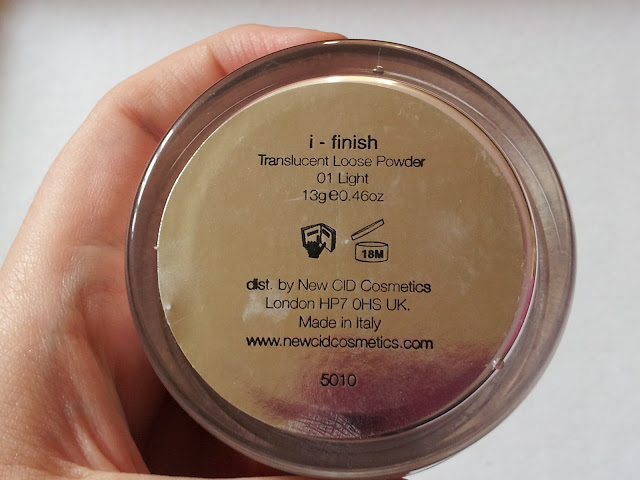 i - finish
Translucent Loose Powder
01 Light
13g℮0.46oz
18M
dist. by New CID Cosmetics
London HP7 0HS UK.
Made in Italy
www.newcidcosmetics.com
5010